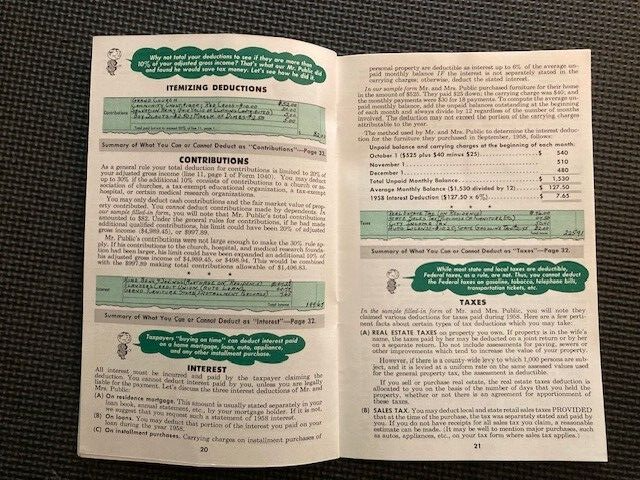 Why not total your deductions to see if they are more
10% of your adjusted gross income? That's what our Mr. Public did
and found he would save tax money. Let's see how he did it.
ITEMIZING DEDUCTIONS
Contributions
Summary of What You Can or Cannot Deduct as "Contributions"—Page 32.
CONTRIBUTIONS
As a general rule your total deduction for contributions is limited to 20% of
your adjusted gross income (line 11, page 1 of Form 1040). You may deduct
up to 30% if the additional 10% consists of contributions to a church or as-
sociation of churches, a tax-exempt educational organization, a tax-exempt
hospital, or certain medical research organizations.
You may deduct only cash contributions and the fair market value of prop-
erty contributed. You cannot deduct contributions made by dependents. In
our sample filled-in form, you will note that Mr. Public's total contributions
amounted to $82. Under the general rules for contributions, if he had made
additional qualified contributions, his limit could have been 20% of adjusted
gross income ($4,989.45), or $997.89.
Mr. Public's contributions were not large enough to make the 30% rule ap-
ply. If his contributions to the church, hospital, and medical research founda-
tion had been larger, his limit could have been expanded an additional 10% of
his adjusted gross income of $4,989.45, or $498.94. This would be combined
with the $997.89 making total contributions allowable of $1,496.83.
* * *
Interest
Total interest
Summary of What You Can or Cannot Deduct as "Interest"—Page 32.
Taxpayers "buying on time" can deduct interest paid
on a home mortgage, loan, auto, appliance,
and any other installment purchase.
INTEREST
All interest must be incurred and paid by the taxpayer claiming the
deduction. You cannot deduct interest paid by you, unless you are legally
liable for the payment. Let's discuss the three interest deductions of Mr. and
Mrs. Public.
(A) On residence mortgage. This amount is usually stated separately in your
loan book, annual statement, etc., by your mortgage holder. If it is not,
we suggest that you request such a statement of 1958 interest.
(B) On loans. You may deduct that portion of the interest you paid on your
loan during the year 1958.
(C) On installment purchases. Carrying charges on installment purchases of
20
personal property are deductible as interest up to 6% of the average un-
paid monthly balance IF the interest is not separately stated in the
carrying charges; otherwise, deduct the stated interest.
In our sample form Mr. and Mrs. Public purchased furniture for their home
in the amount of $525. They paid $25 down; the carrying charge was $40, and
the monthly payments were $30 for 18 payments. To compute the average un-
paid monthly balance, add the unpaid balances outstanding at the beginning
of each month and always divide by 12 regardless of the number of months
involved. The deduction may not exceed the portion of the carrying charges
attributable to the year.
The method used by Mr. and Mrs. Public to determine the interest deduc-
tion for the furniture they purchased in September, 1958, follows:
Unpaid balance and carrying charges at the beginning of month:
October 1 ($525 plus $40 minus $25) $ 540
November 1 510
December 1 480
Total Unpaid Monthly Balance $ 1,530
Average Monthly Balance ($1,530 divided by 12) $ 127.50
1958 Interest Deduction ($127.50 x 6%) $ 7.65
* * *
Taxes
Summary of What You Can or Cannot Deduct as "Taxes"—Page 32.
While most state and local taxes are deductible,
Federal taxes, as a rule, are not. Thus, you cannot deduct
the Federal taxes on gasoline, tobacco, telephone bills,
transportation tickets, etc.
TAXES
In the sample filled-in form of Mr. and Mrs. Public, you will note they
claimed various deductions for taxes paid during 1958. Here are a few perti-
nent facts about certain types of tax deductions which you may take:
(A) REAL ESTATE TAXES on property you own. If property is in the wife's
name, the taxes paid by her may be deducted on a joint return or by her
on a separate return. Do not include assessments for paving, sewers or
other improvements which tend to increase the value of your property.
However, if there is a county-wide levy to which 1,000 persons are sub-
ject, and it is levied at a uniform rate on the same assessed values used
for the general property tax, the assessment is deductible.
If you sell or purchase real estate, the real estate taxes deduction is
allocated to you on the basis of the number of days that you held the
property, whether or not there is an agreement for apportionment of
these taxes.
(B) SALES TAX. You may deduct local and state retail sales taxes PROVIDED
that at the time of the purchase, the tax was separately stated and paid by
you. If you do not have receipts for all sales tax you claim, a reasonable
estimate can be made. (It may be well to mention major purchases, such
as autos, appliances, etc., on your tax form where sales tax applies.)
21